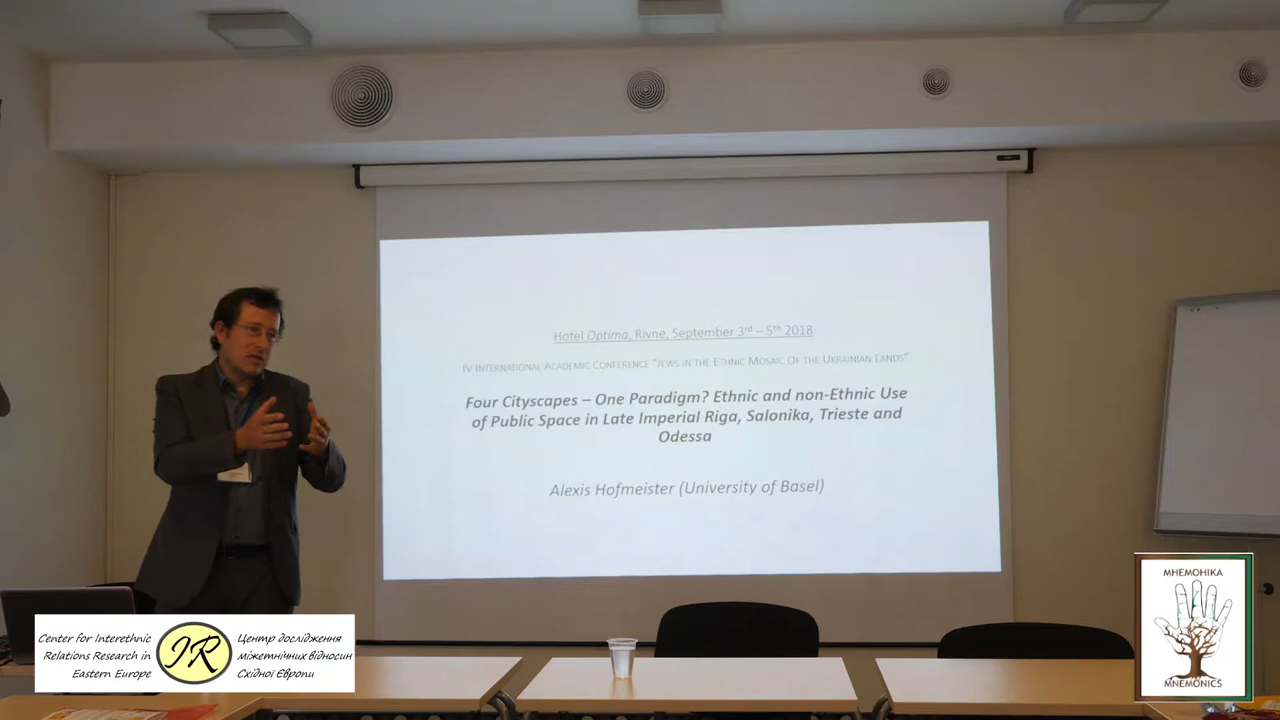 Hotel Optima, Rivne, September 3rd – 5th 2018
IV INTERNATIONAL ACADEMIC CONFERENCE "JEWS IN THE ETHNIC MOSAIC OF THE UKRAINIAN LANDS"
Four Cityscapes – One Paradigm? Ethnic and non-Ethnic Use
of Public Space in Late Imperial Riga, Salonika, Trieste and
Odessa
Alexis Hofmeister (University of Basel)
Center for Interethnic
Relations Research in
Eastern Europe
IR
Центр дослідження
міжетнічних відносин
Східної Європи
МНЕМОНІКА
MNEMONICS